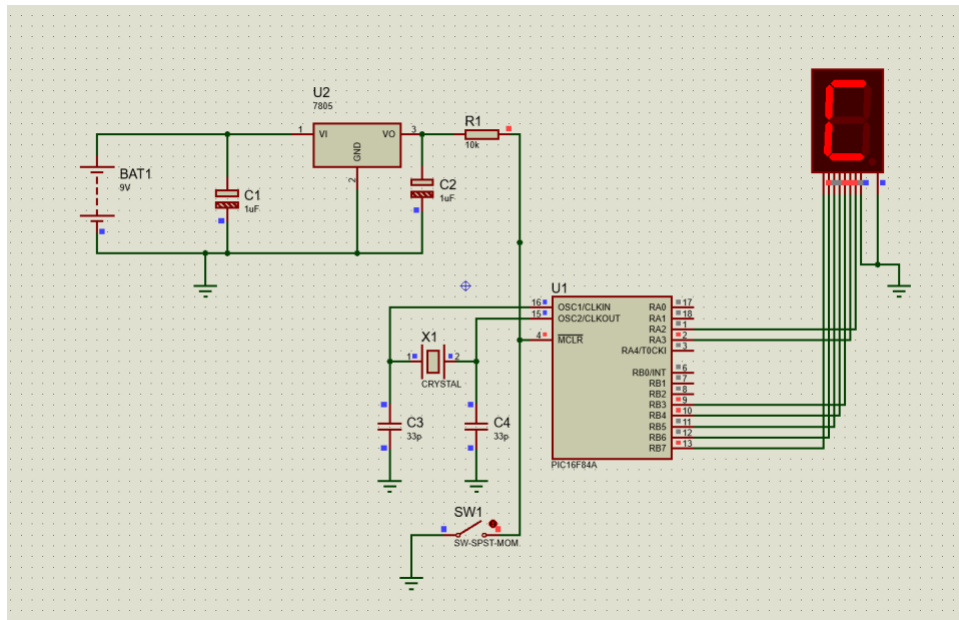 U2
7805
1 VI VO 3
GND
2
R1
10k
BAT1
9V
C1
1uF
C2
1uF
U1
16 OSC1/CLKIN
15 OSC2/CLKOUT
4 MCLR
RA0 17
RA1 18
RA2 1
RA3 2
RA4/T0CKI 3
RB0/INT 6
RB1 7
RB2 8
RB3 9
RB4 10
RB5 11
RB6 12
RB7 13
PIC16F84A
X1
1 2
CRYSTAL
C3
33p
C4
33p
SW1
SW-SPST-MOM